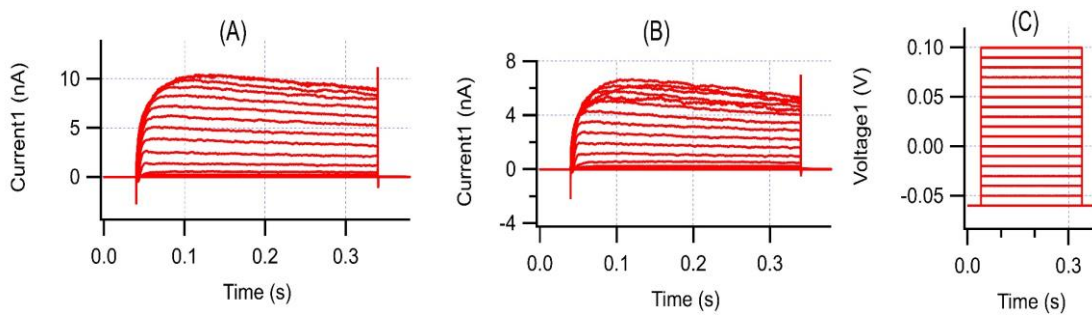 (A)
Current1 (nA)
10
5
0
0.0 0.1 0.2 0.3
Time (s)
(B)
Current1 (nA)
8
4
0
-4
0.0 0.1 0.2 0.3
Time (s)
(C)
Voltage1 (V)
0.10
0.05
0.00
-0.05
0.0 0.3
Time (s)